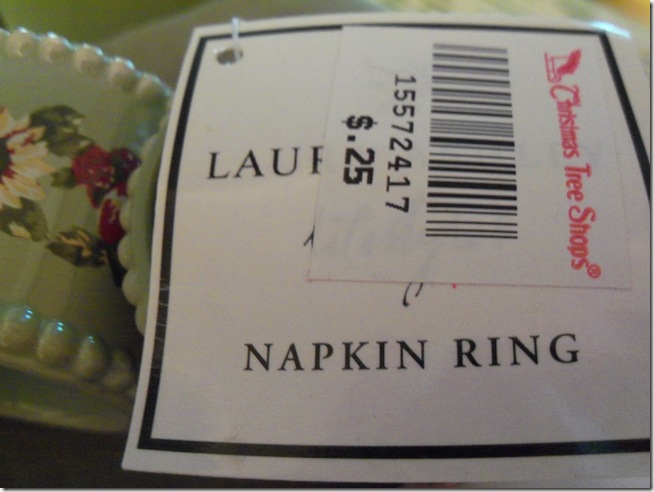 LAUR
NAPKIN RING
Christmas Tree Shops®
15572417
$.25